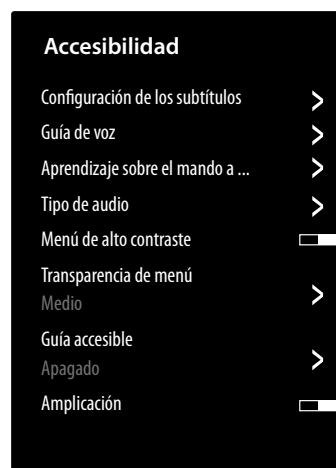 Accesibilidad
Configuración de los subtítulos
Guía de voz
Aprendizaje sobre el mando a ...
Tipo de audio
Menú de alto contraste
Transparencia de menú
Medio
Guía accesible
Apagado
Amplicación